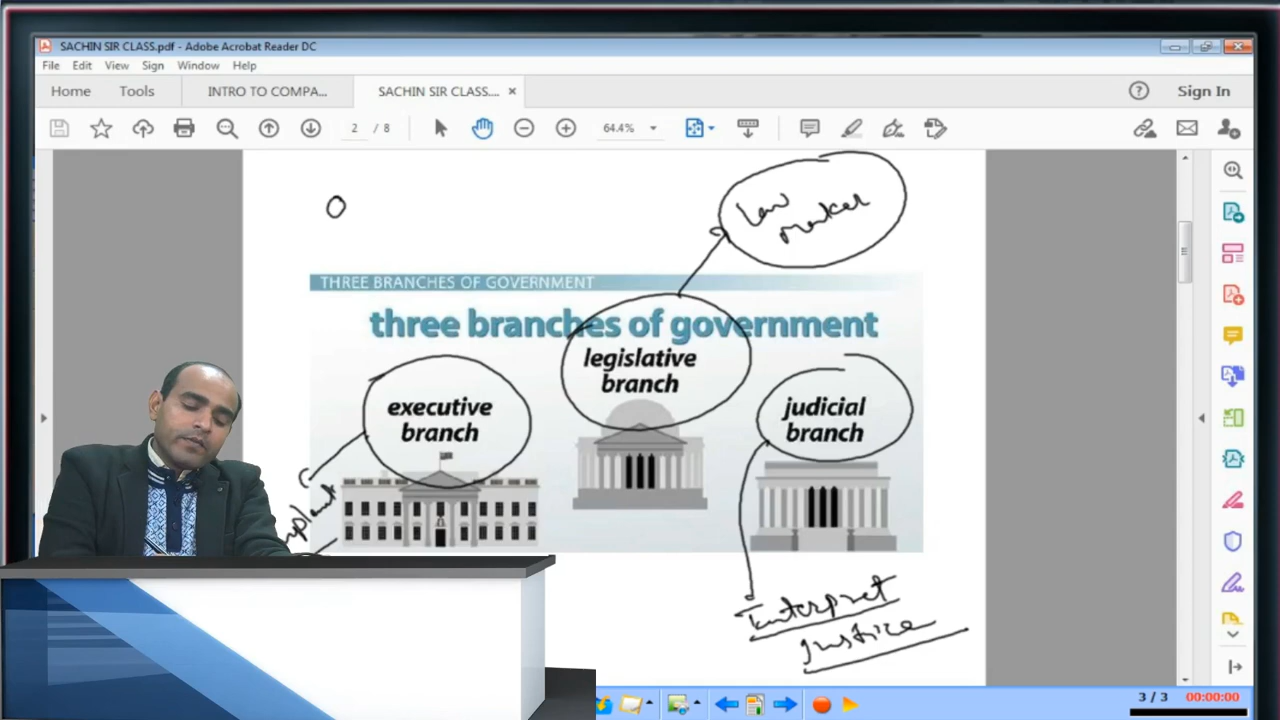 SACHIN SIR CLASS.pdf - Adobe Acrobat Reader DC
File Edit View Sign Window Help
Home Tools INTRO TO COMPA... SACHIN SIR CLASS.... × Sign In
2 / 8 64.4%
Law
maker
THREE BRANCHES OF GOVERNMENT
three branches of government
legislative
branch
executive
branch
judicial
branch
Interpret
justice
3 / 3 00:00:00